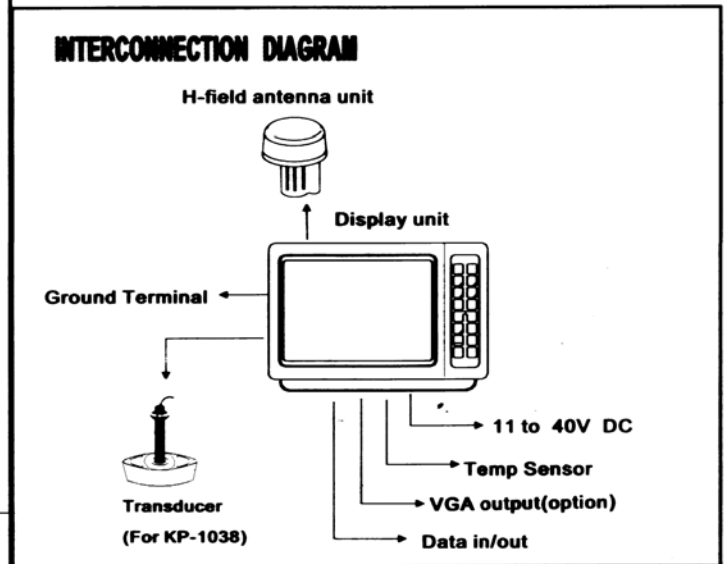 INTERCONNECTION DIAGRAM
H-field antenna unit
Display unit
Ground Terminal
11 to 40V DC
Temp Sensor
Transducer
VGA output(option)
(For KP-1038)
Data in/out